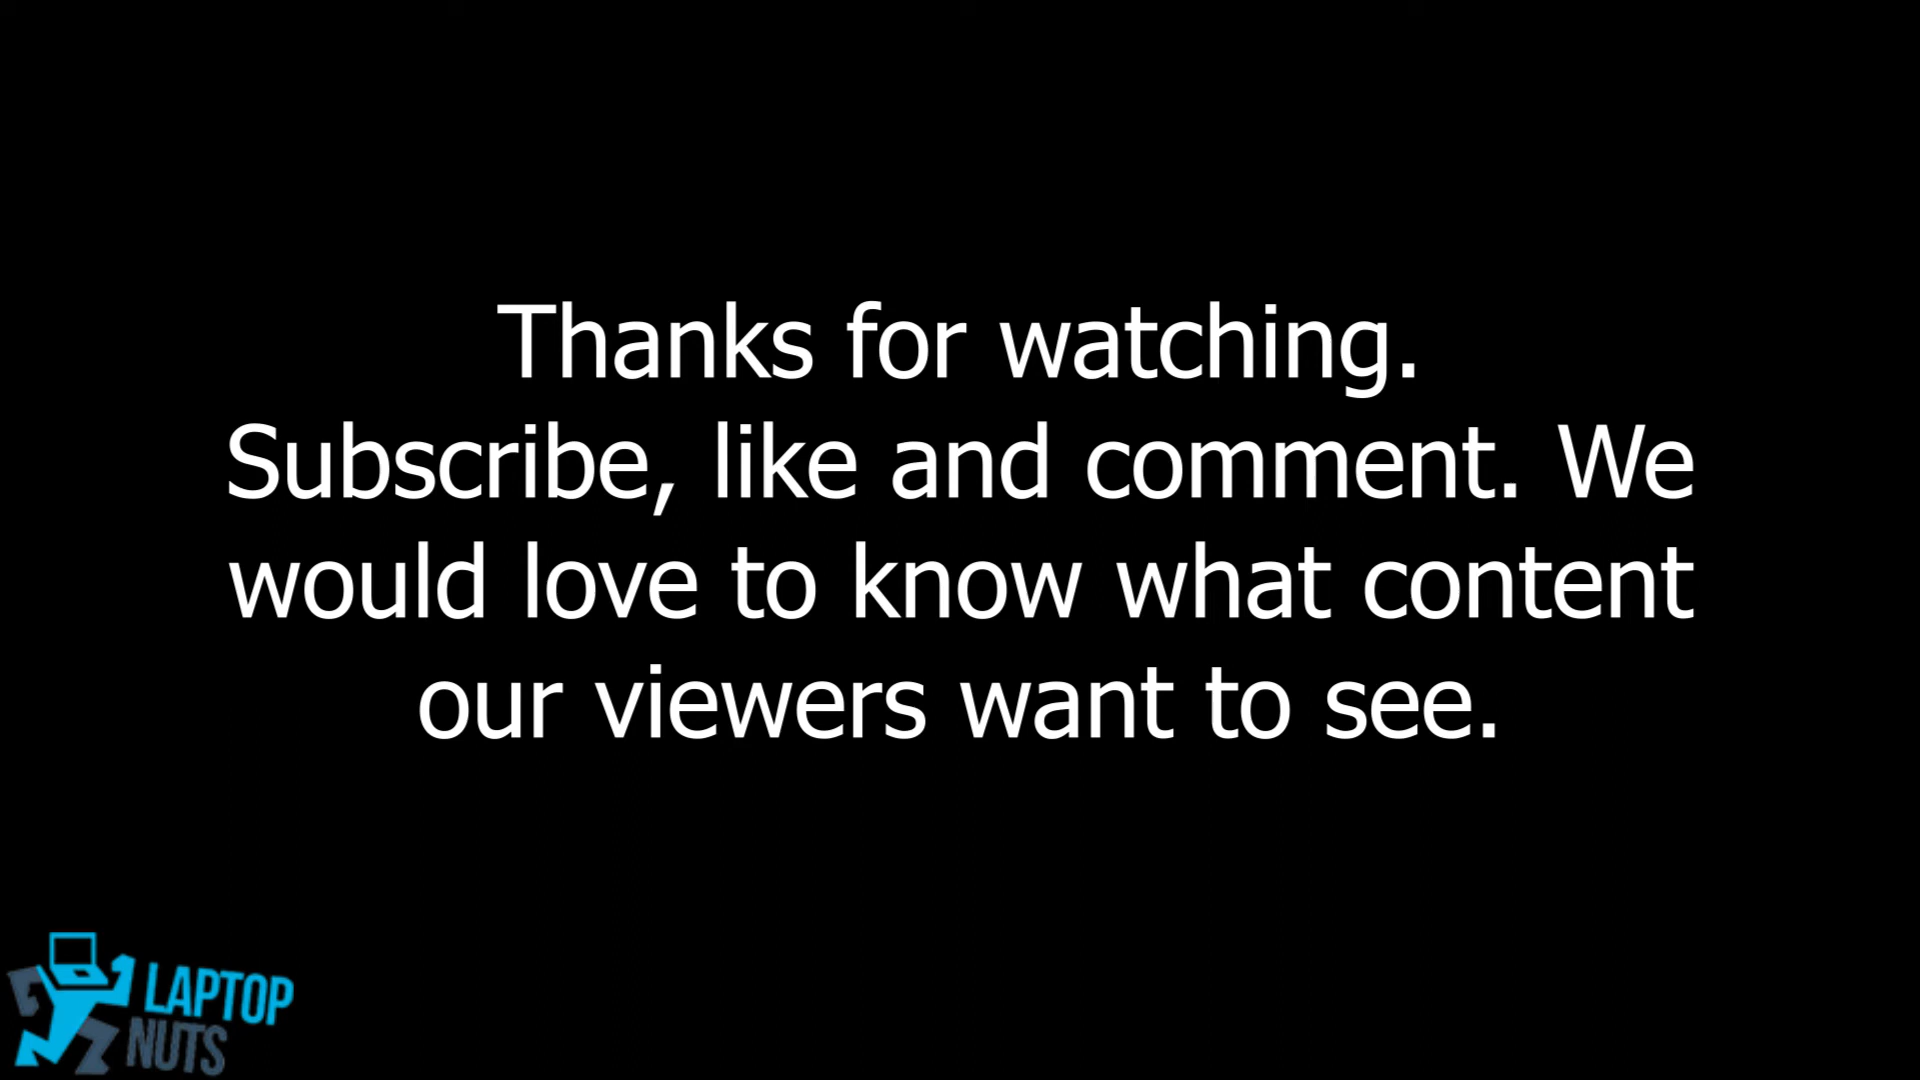 Thanks for watching.
Subscribe, like and comment. We
would love to know what content
our viewers want to see.
LAPTOP
NUTS